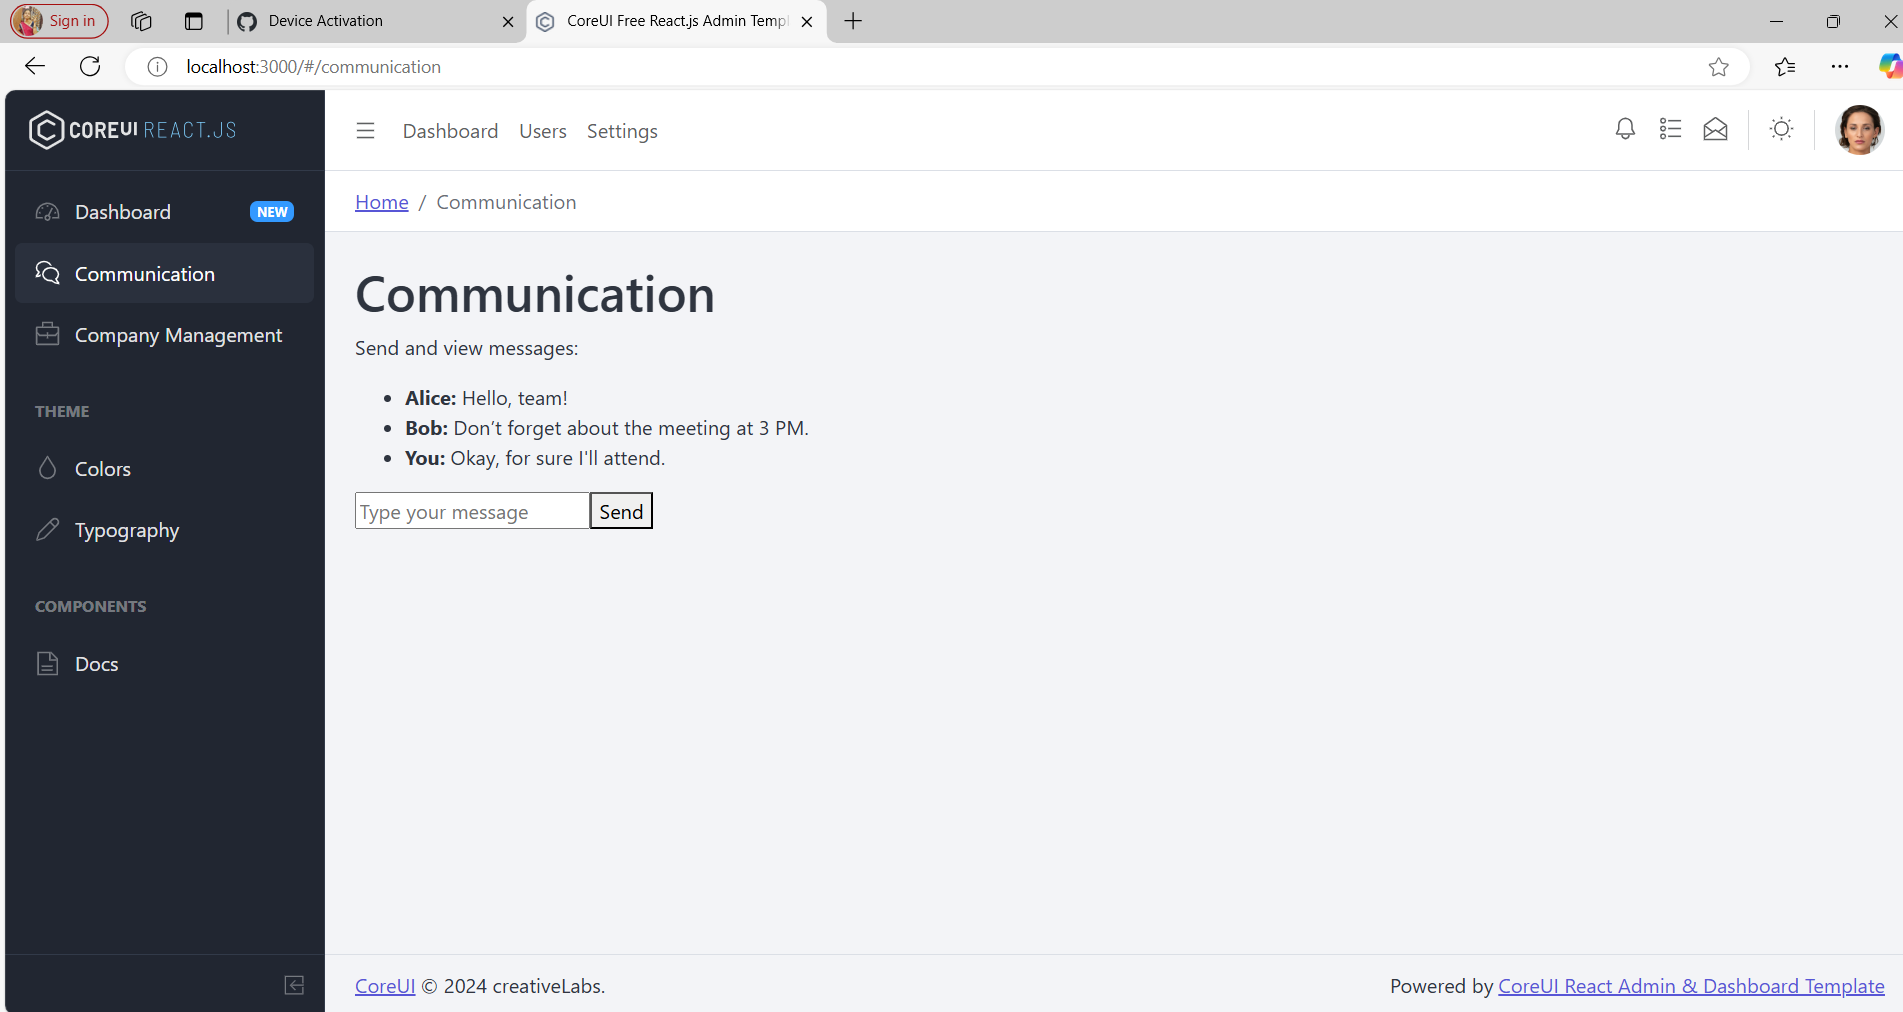 Sign in
Device Activation
CoreUI Free React.js Admin Templ
localhost:3000/#/communication
COREUI REACT.JS
Dashboard Users Settings
Home / Communication
Dashboard NEW
Communication
Company Management
THEME
Colors
Typography
COMPONENTS
Docs
Communication
Send and view messages:
Alice: Hello, team!
Bob: Don’t forget about the meeting at 3 PM.
You: Okay, for sure I'll attend.
Type your message Send
CoreUI © 2024 creativeLabs.
Powered by CoreUI React Admin & Dashboard Template